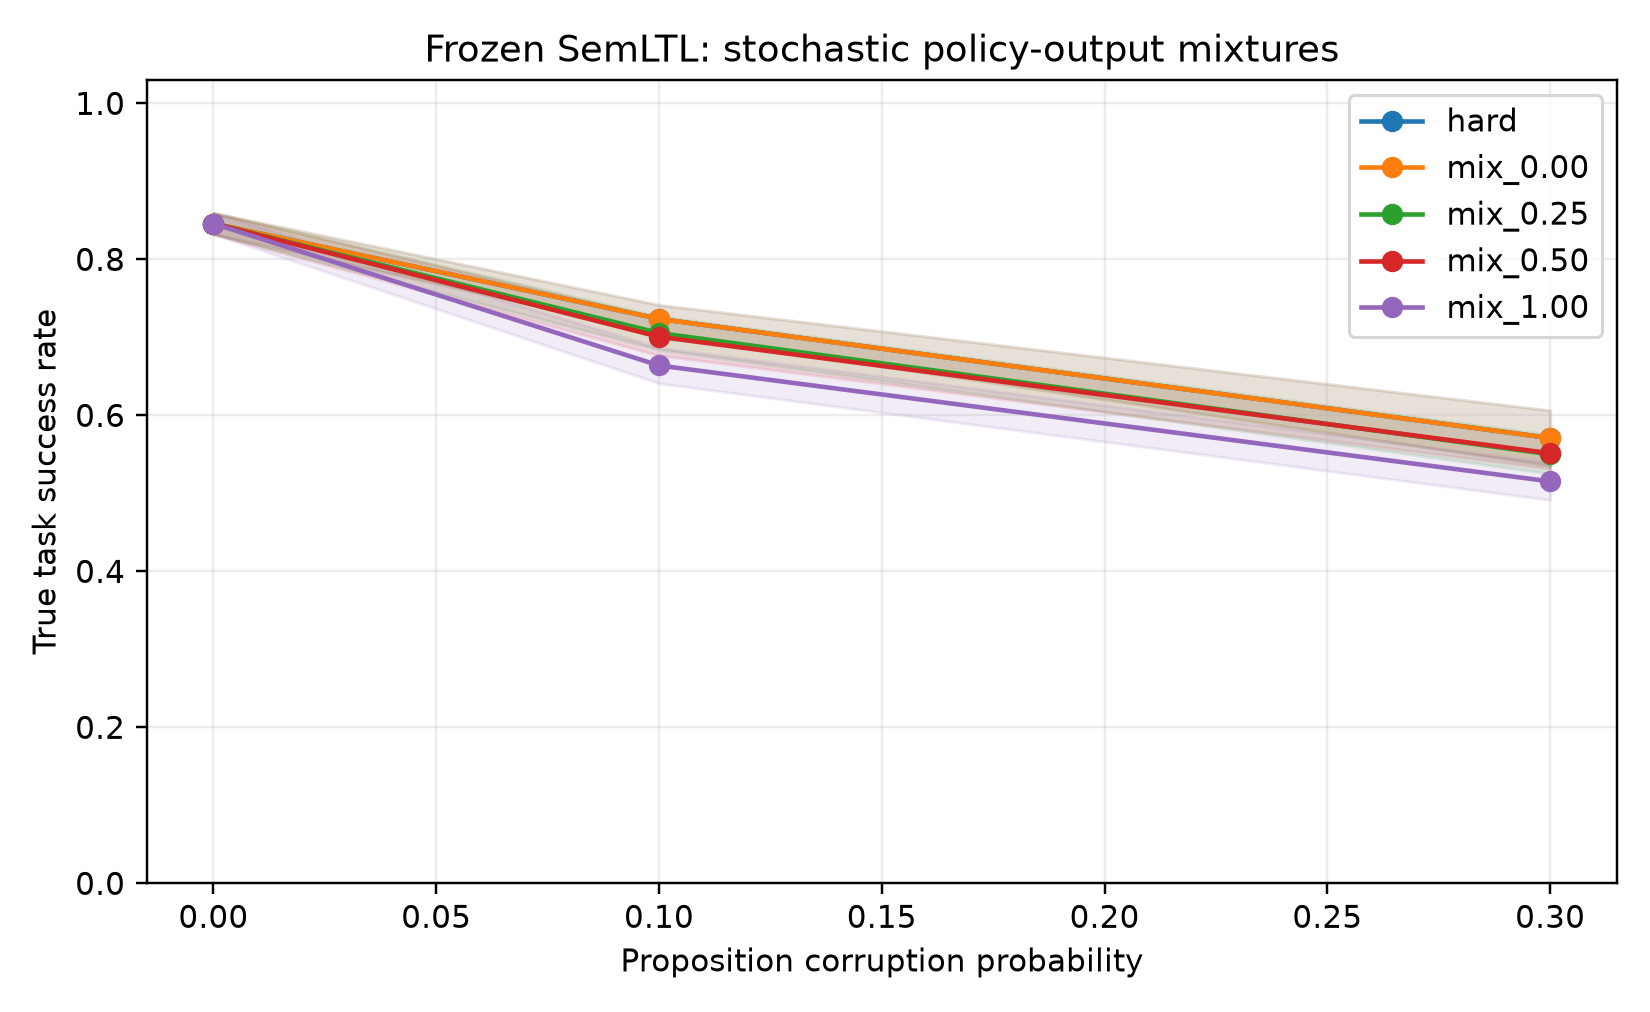 Frozen SemLTL: stochastic policy-output mixtures
hard
mix_0.00
mix_0.25
mix_0.50
mix_1.00
True task success rate
1.0
0.8
0.6
0.4
0.2
0.0
0.00 0.05 0.10 0.15 0.20 0.25 0.30
Proposition corruption probability